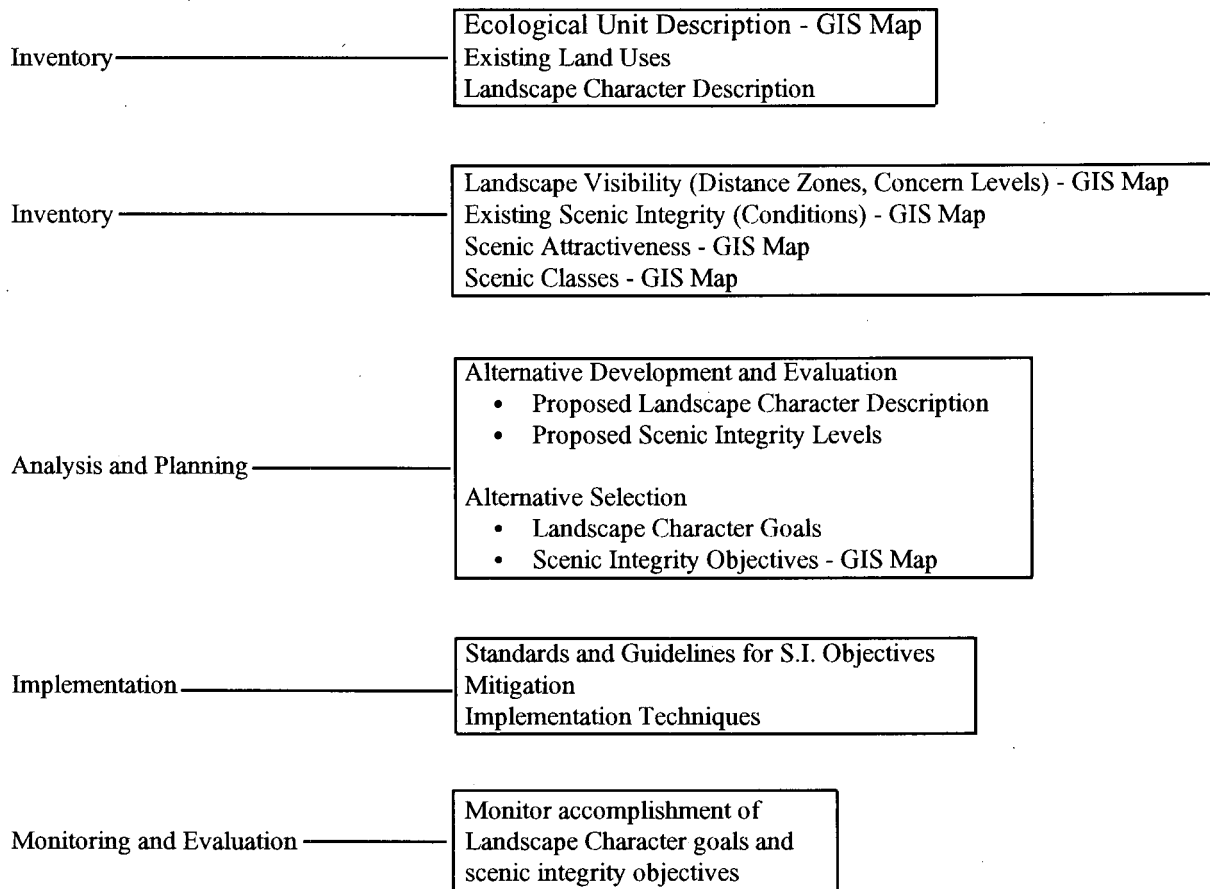 Ecological Unit Description - GIS Map
Inventory
Existing Land Uses
Landscape Character Description
Landscape Visibility (Distance Zones, Concern Levels) - GIS Map
Inventory
Existing Scenic Integrity (Conditions) - GIS Map
Scenic Attractiveness - GIS Map
Scenic Classes - GIS Map
Alternative Development and Evaluation
• Proposed Landscape Character Description
• Proposed Scenic Integrity Levels
Analysis and Planning
Alternative Selection
• Landscape Character Goals
• Scenic Integrity Objectives - GIS Map
Standards and Guidelines for S.I. Objectives
Implementation
Mitigation
Implementation Techniques
Monitor accomplishment of
Monitoring and Evaluation
Landscape Character goals and
scenic integrity objectives